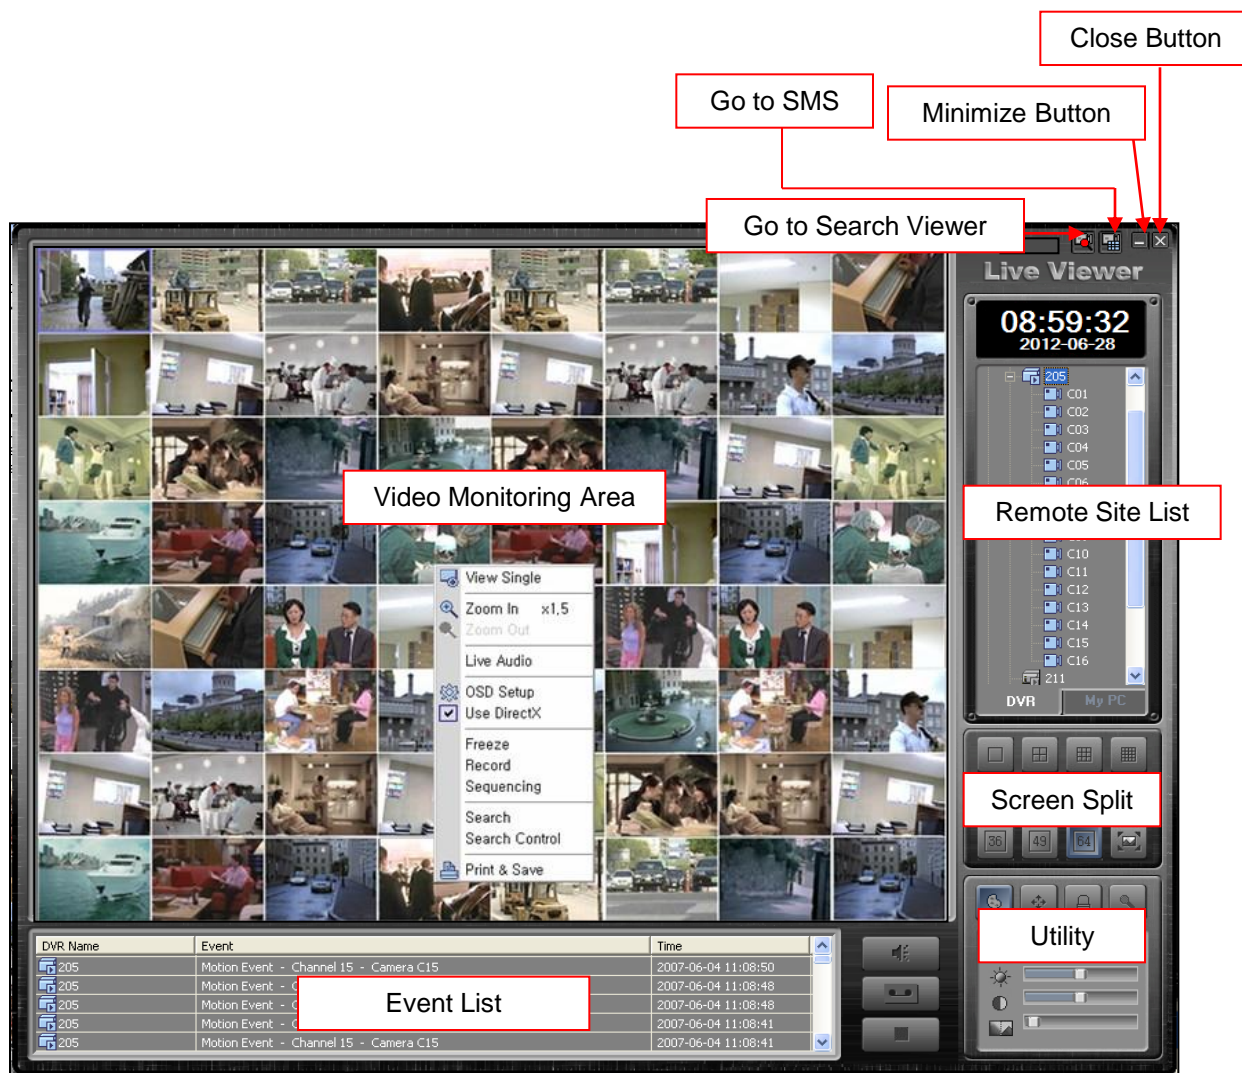 Close Button
Go to SMS
Minimize Button
Go to Search Viewer
Live Viewer
08:59:32
2012-06-28
205
C01
C02
C03
C04
C05
C06
Remote Site List
C10
C11
C12
C13
C14
C15
C16
211
DVR My PC
Video Monitoring Area
View Single
Zoom In x1,5
Zoom Out
Live Audio
OSD Setup
Use DirectX
Freeze
Record
Sequencing
Search
Search Control
Print & Save
Screen Split
36 49 64
Utility
DVR Name Event Time
205 Motion Event - Channel 15 - Camera C15 2007-06-04 11:08:50
205 Motion Event - 2007-06-04 11:08:48
205 Motion Event - 2007-06-04 11:08:48
205 Motion Event - 2007-06-04 11:08:41
205 Motion Event - Channel 15 - Camera C15 2007-06-04 11:08:41
Event List